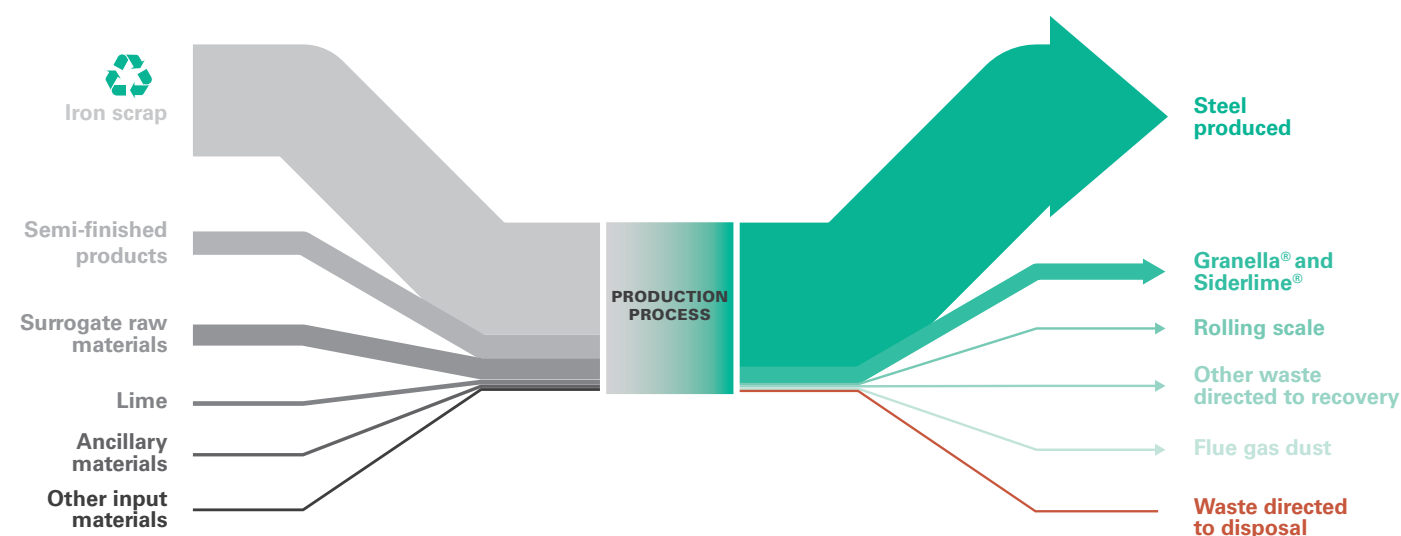 Iron scrap
Semi-finished
products
Surrogate raw
materials
Lime
Ancillary
materials
Other input
materials
PRODUCTION
PROCESS
Steel
produced
Granella® and
Siderlime®
Rolling scale
Other waste
directed to recovery
Flue gas dust
Waste directed
to disposal